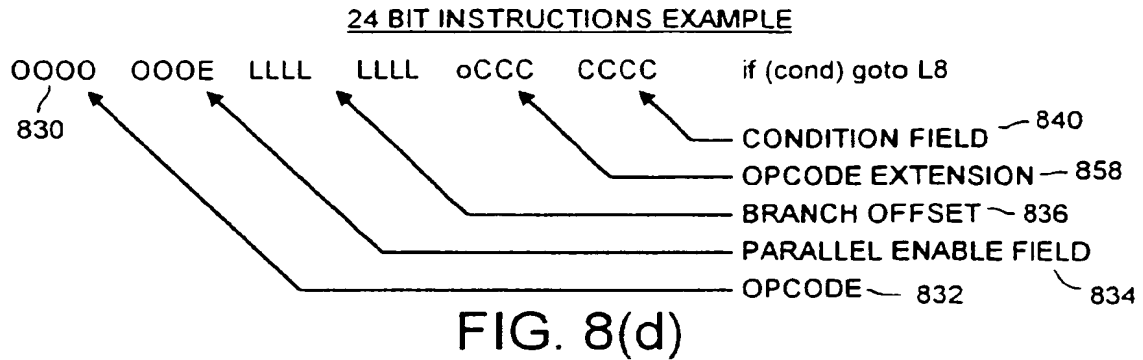 24 BIT INSTRUCTIONS EXAMPLE
OOOO OOOE LLLL LLLL oCCC CCCC if (cond) goto L8
830
CONDITION FIELD 840
OPCODE EXTENSION 858
BRANCH OFFSET 836
PARALLEL ENABLE FIELD
834
OPCODE 832
FIG. 8(d)